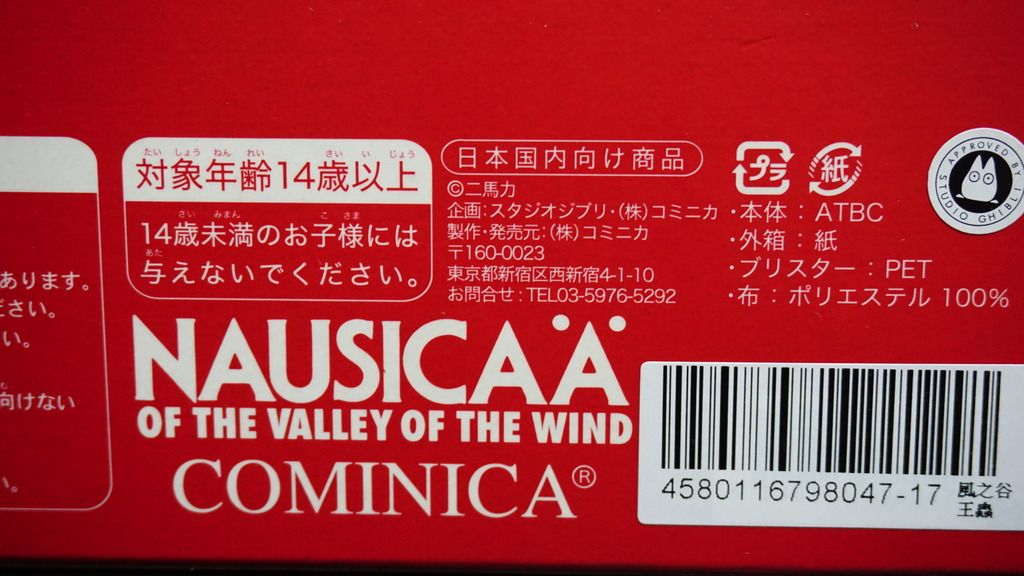 あります。
ださい。
い。
向けない
い。
たい しょう ねん れい さい い じょう
対象年齢14歳以上
さい みまん こ さま
14歳未満のお子様には
あた
与えないでください。
日本国内向け商品
©二馬力
企画:スタジオジブリ・(株)コミニカ
製作・発売元:(株)コミニカ
〒160-0023
東京都新宿区西新宿4-1-10
お問合せ:TEL03-5976-5292
プラ
紙
・本体 : ATBC
・外箱 : 紙
・ブリスター : PET
・布 : ポリエステル 100%
APPROVED BY STUDIO GHIBLI
NAUSICAÄ
OF THE VALLEY OF THE WIND
COMINICA®
4580116798047-17
風之谷
王蟲